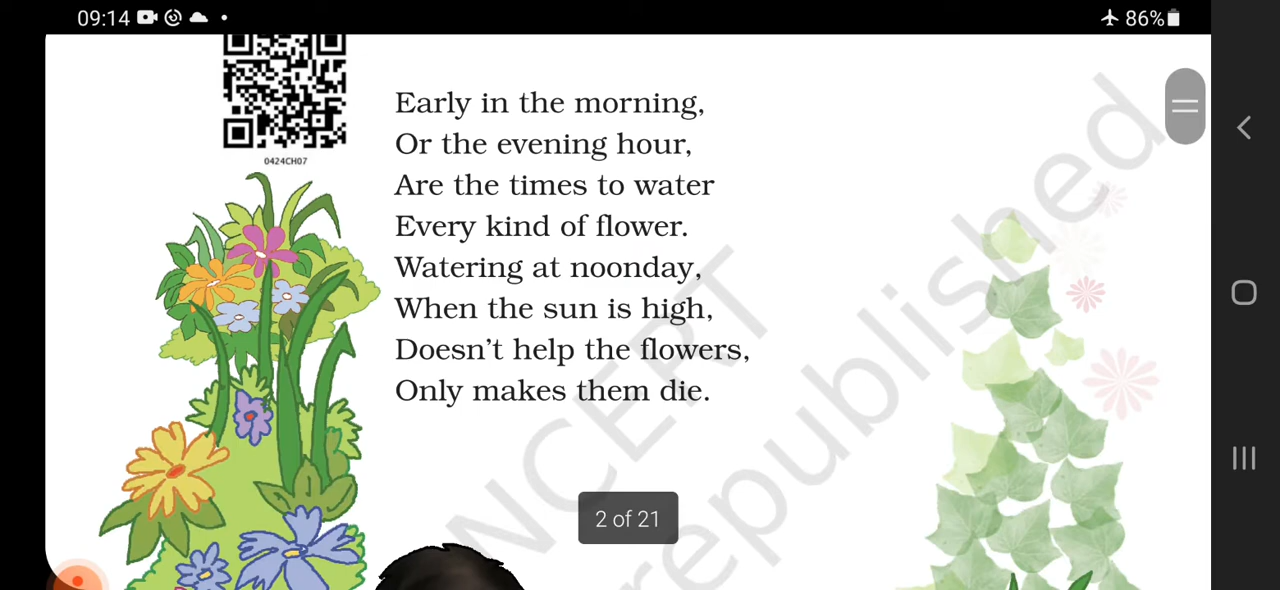 09:14
86%
0424CH07
Early in the morning,
Or the evening hour,
Are the times to water
Every kind of flower.
Watering at noonday,
When the sun is high,
Doesn't help the flowers,
Only makes them die.
NCERT
republished
2 of 21